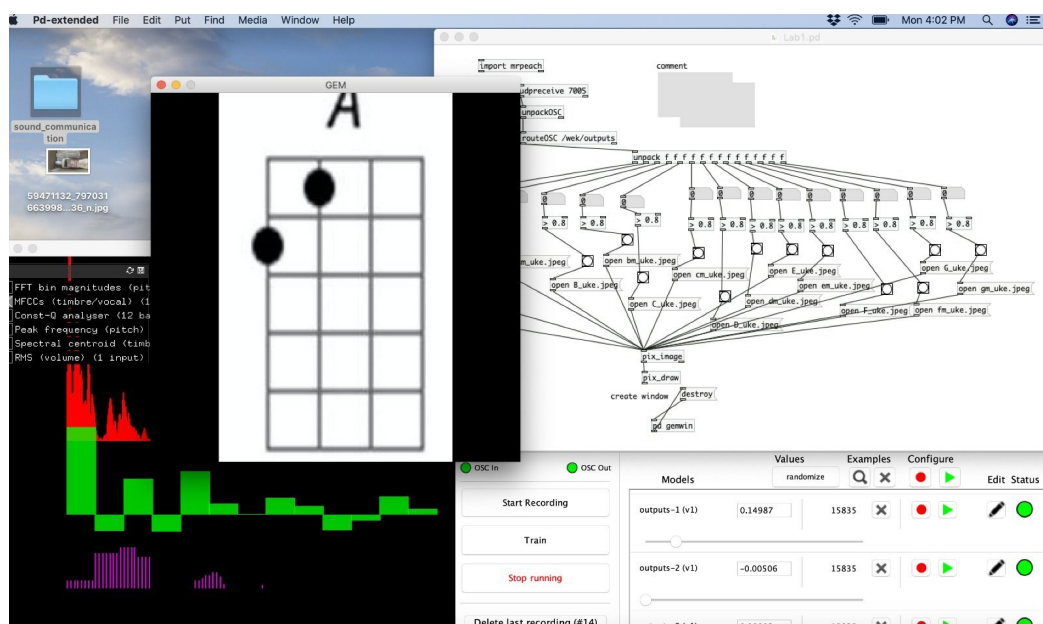 Pd-extended File Edit Put Find Media Window Help
Mon 4:02 PM
Lab1.pd
import mrpeach
comment
udpreceive 7005
unpackOSC
routeOSC /wek/outputs
unpack f f f f f f f f f f f f f f
GEM
A
sound_communica
tion
59471132_797031
663998...36_n.jpg
> 0.8 > 0.8 > 0.8 > 0.8 > 0.8 > 0.8 > 0.8 > 0.8 > 0.8 > 0.8 > 0.8
m_uke.jpeg
open bm_uke.jpeg
open B_uke.jpeg
open C_uke.jpeg
open cm_uke.jpeg
open D_uke.jpeg
open dm_uke.jpeg
open E_uke.jpeg
open em_uke.jpeg
open F_uke.jpeg
open fm_uke.jpeg
open G_uke.jpeg
open gm_uke.jpeg
pix_image
pix_draw
create window
destroy
pd gemwin
FFT bin magnitudes (pit
MFCCs (timbre/vocal) (1
Const-Q analyser (12 ba
Peak frequency (pitch)
Spectral centroid (timb
RMS (volume) (1 input)
OSC In OSC Out
Start Recording
Train
Stop running
Delete last recording (#14)
Values Examples Configure
Models randomize Edit Status
outputs-1 (v1) 0.14987 15835
outputs-2 (v1) -0.00506 15835